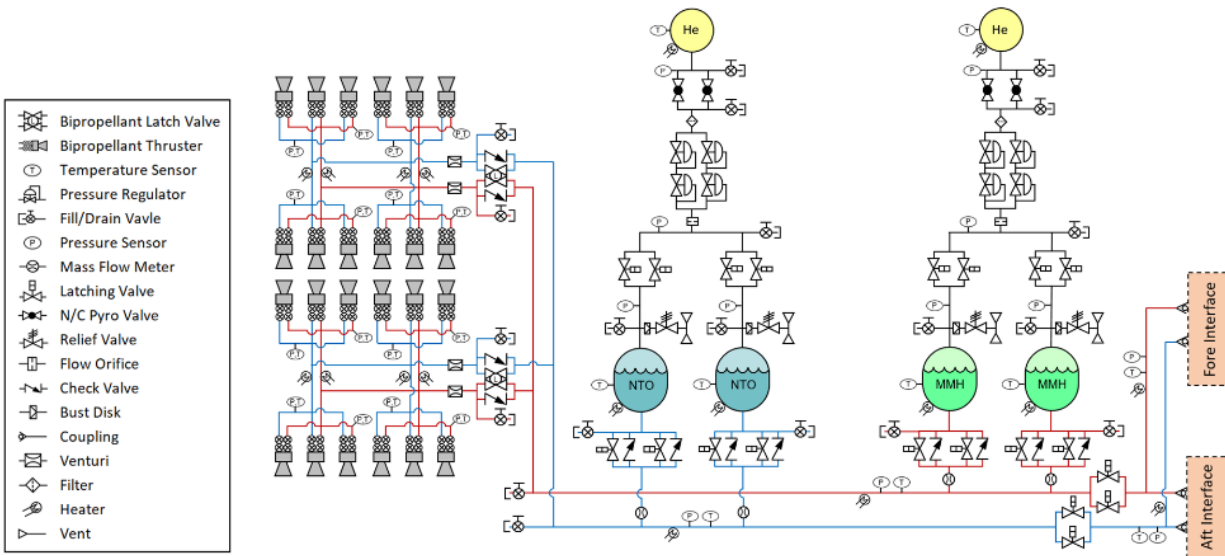 Bipropellant Latch Valve
Bipropellant Thruster
T Temperature Sensor
Pressure Regulator
Fill/Drain Vavle
P Pressure Sensor
Mass Flow Meter
Latching Valve
N/C Pyro Valve
Relief Valve
Flow Orifice
Check Valve
Bust Disk
Coupling
Venturi
Filter
Heater
Vent
T He T He
P P
P,T P,T
P,T P,T
L
P,T P,T
P,T P,T
P P
P P P P
P,T P,T
P,T P,T
Fore Interface
P
T
L
T NTO T NTO T MMH T MMH
P,T P,T
P,T P,T
P T
Aft Interface
P T
T P